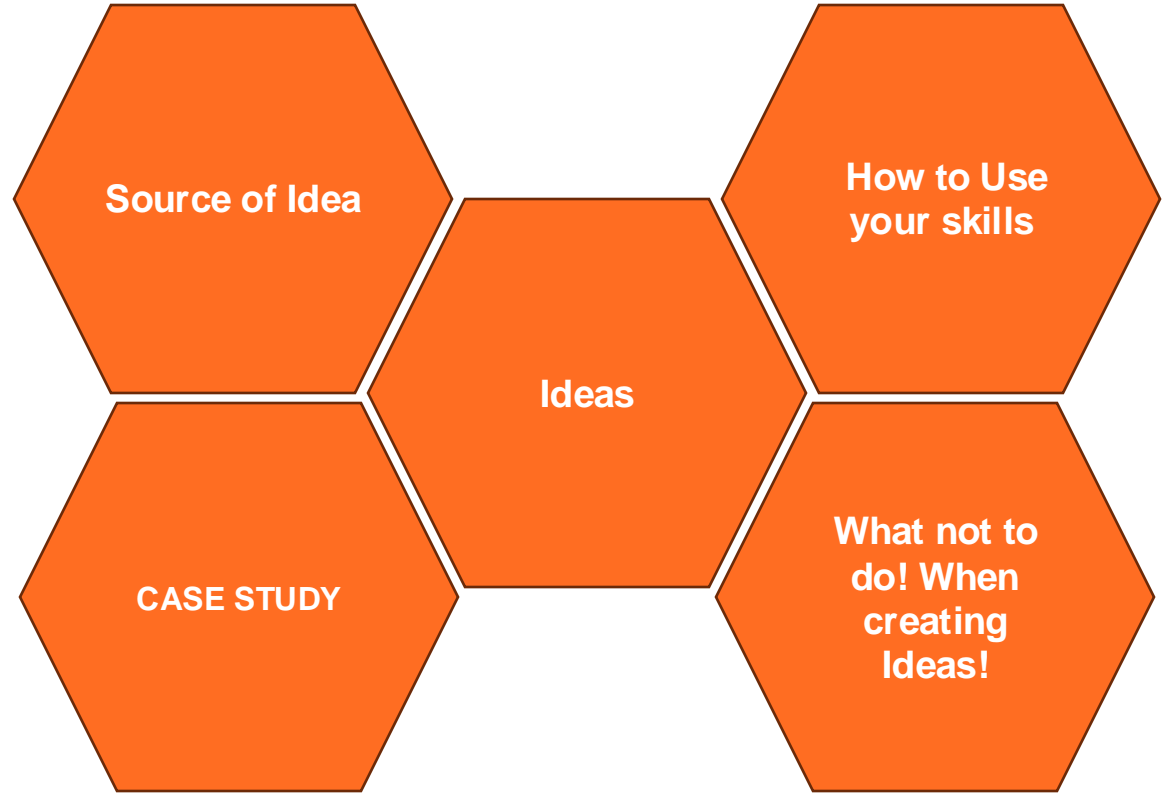 Source of Idea
How to Use
your skills
Ideas
CASE STUDY
What not to
do! When
creating
Ideas!